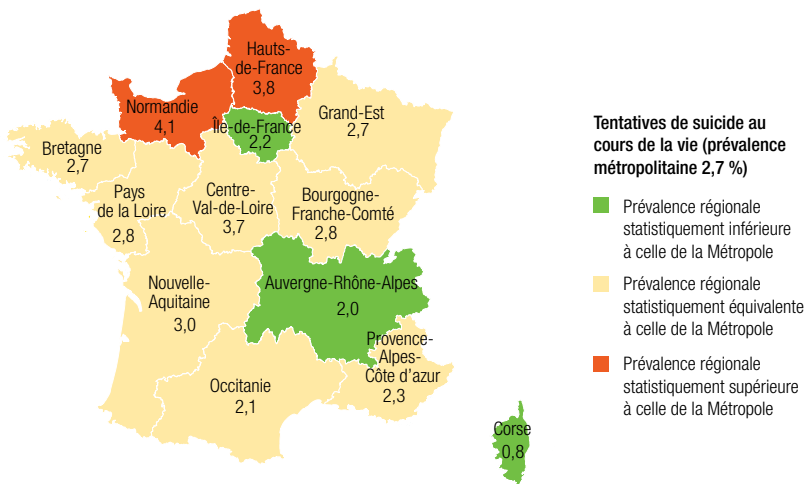 Hauts-
de-France
3,8
Normandie
4,1
Île-de-France
2,2
Grand-Est
2,7
Bretagne
2,7
Pays
de la Loire
2,8
Centre-
Val-de-Loire
3,7
Bourgogne-
Franche-Comté
2,8
Nouvelle-
Aquitaine
3,0
Auvergne-Rhône-Alpes
2,0
Provence-
Alpes-
Côte d'azur
2,3
Occitanie
2,1
Corse
0,8
Tentatives de suicide au
cours de la vie (prévalence
métropolitaine 2,7 %)
Prévalence régionale
statistiquement inférieure
à celle de la Métropole
Prévalence régionale
statistiquement équivalente
à celle de la Métropole
Prévalence régionale
statistiquement supérieure
à celle de la Métropole